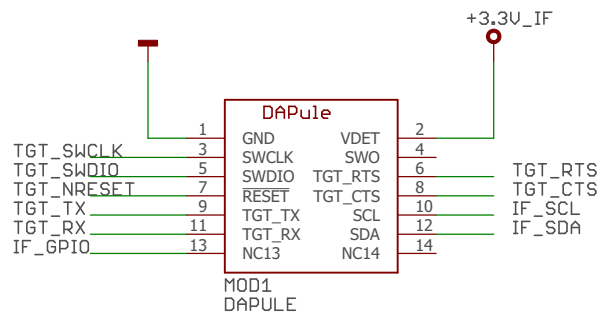 +3.3V_IF
DAPule
1 GND VDET 2
TGT_SWCLK 3 SWCLK SWO 4
TGT_SWDIO 5 SWDIO TGT_RTS 6 TGT_RTS
TGT_NRESET 7 RESET TGT_CTS 8 TGT_CTS
TGT_TX 9 TGT_TX SCL 10 IF_SCL
TGT_RX 11 TGT_RX SDA 12 IF_SDA
IF_GPIO 13 NC13 NC14 14
MOD1
DAPULE